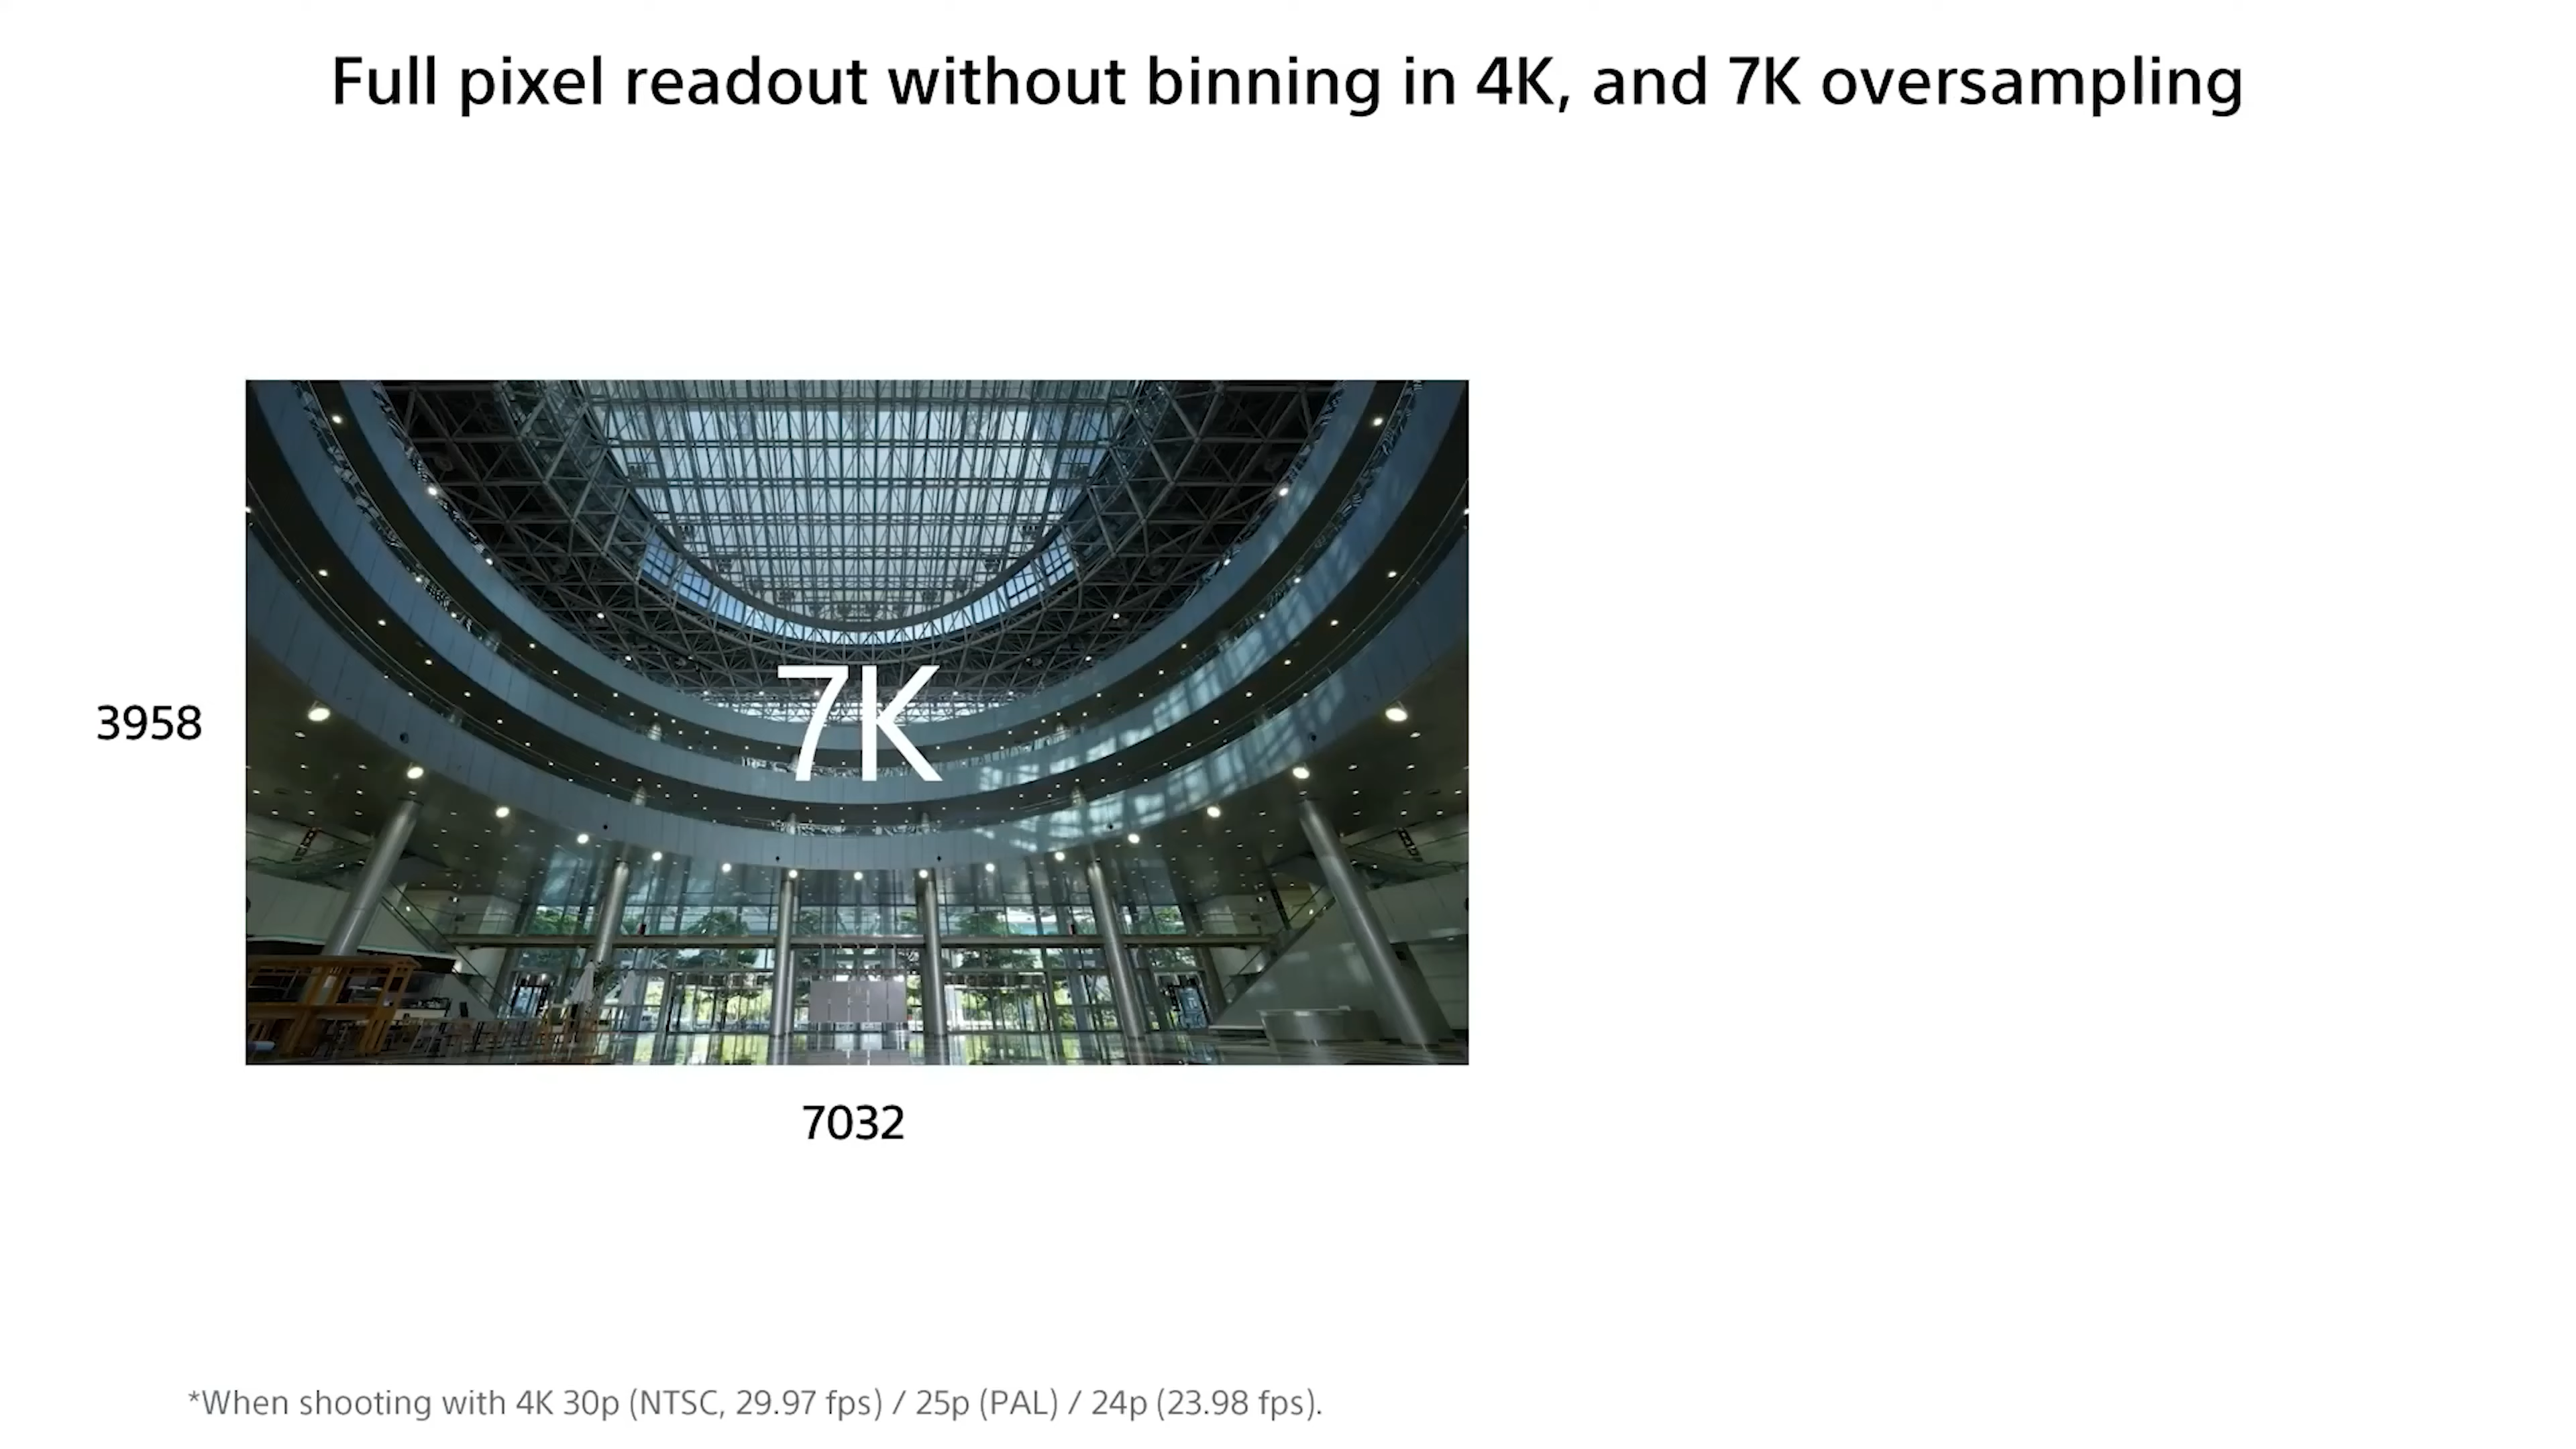 Full pixel readout without binning in 4K, and 7K oversampling
7K
3958
7032
*When shooting with 4K 30p (NTSC, 29.97 fps) / 25p (PAL) / 24p (23.98 fps).